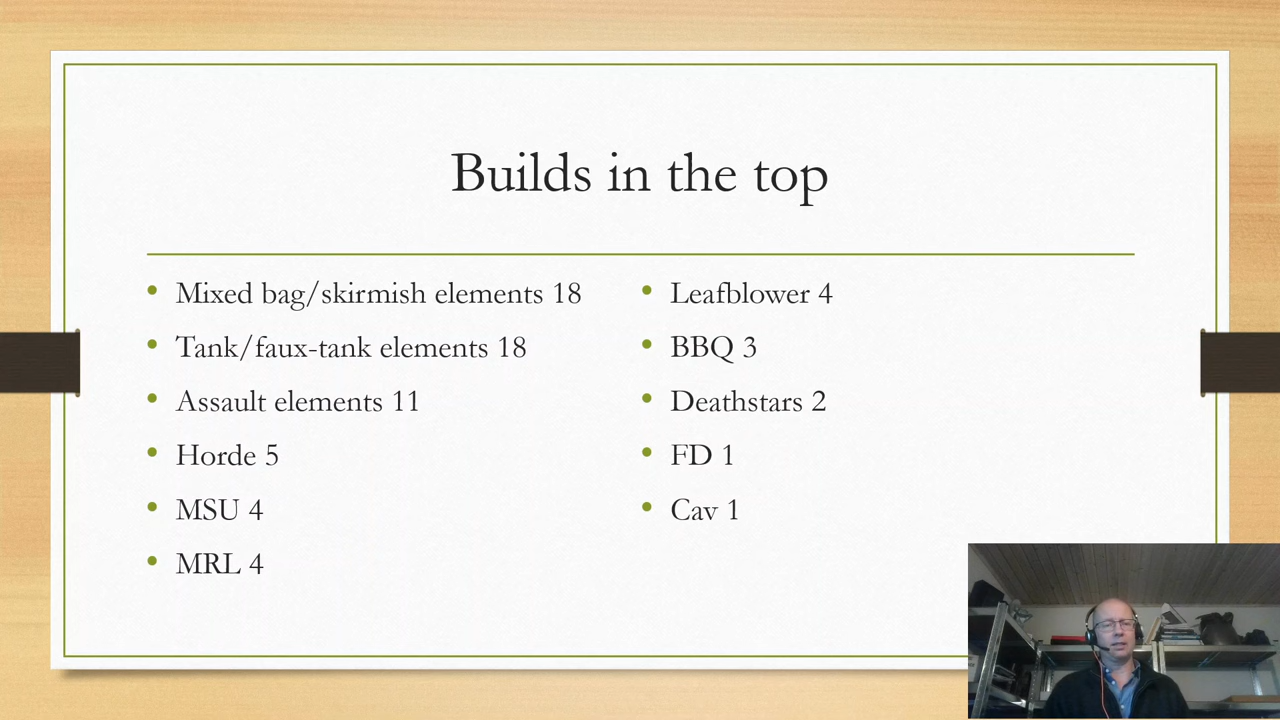 Builds in the top
• Mixed bag/skirmish elements 18
• Tank/faux-tank elements 18
• Assault elements 11
• Horde 5
• MSU 4
• MRL 4
• Leafblower 4
• BBQ 3
• Deathstars 2
• FD 1
• Cav 1